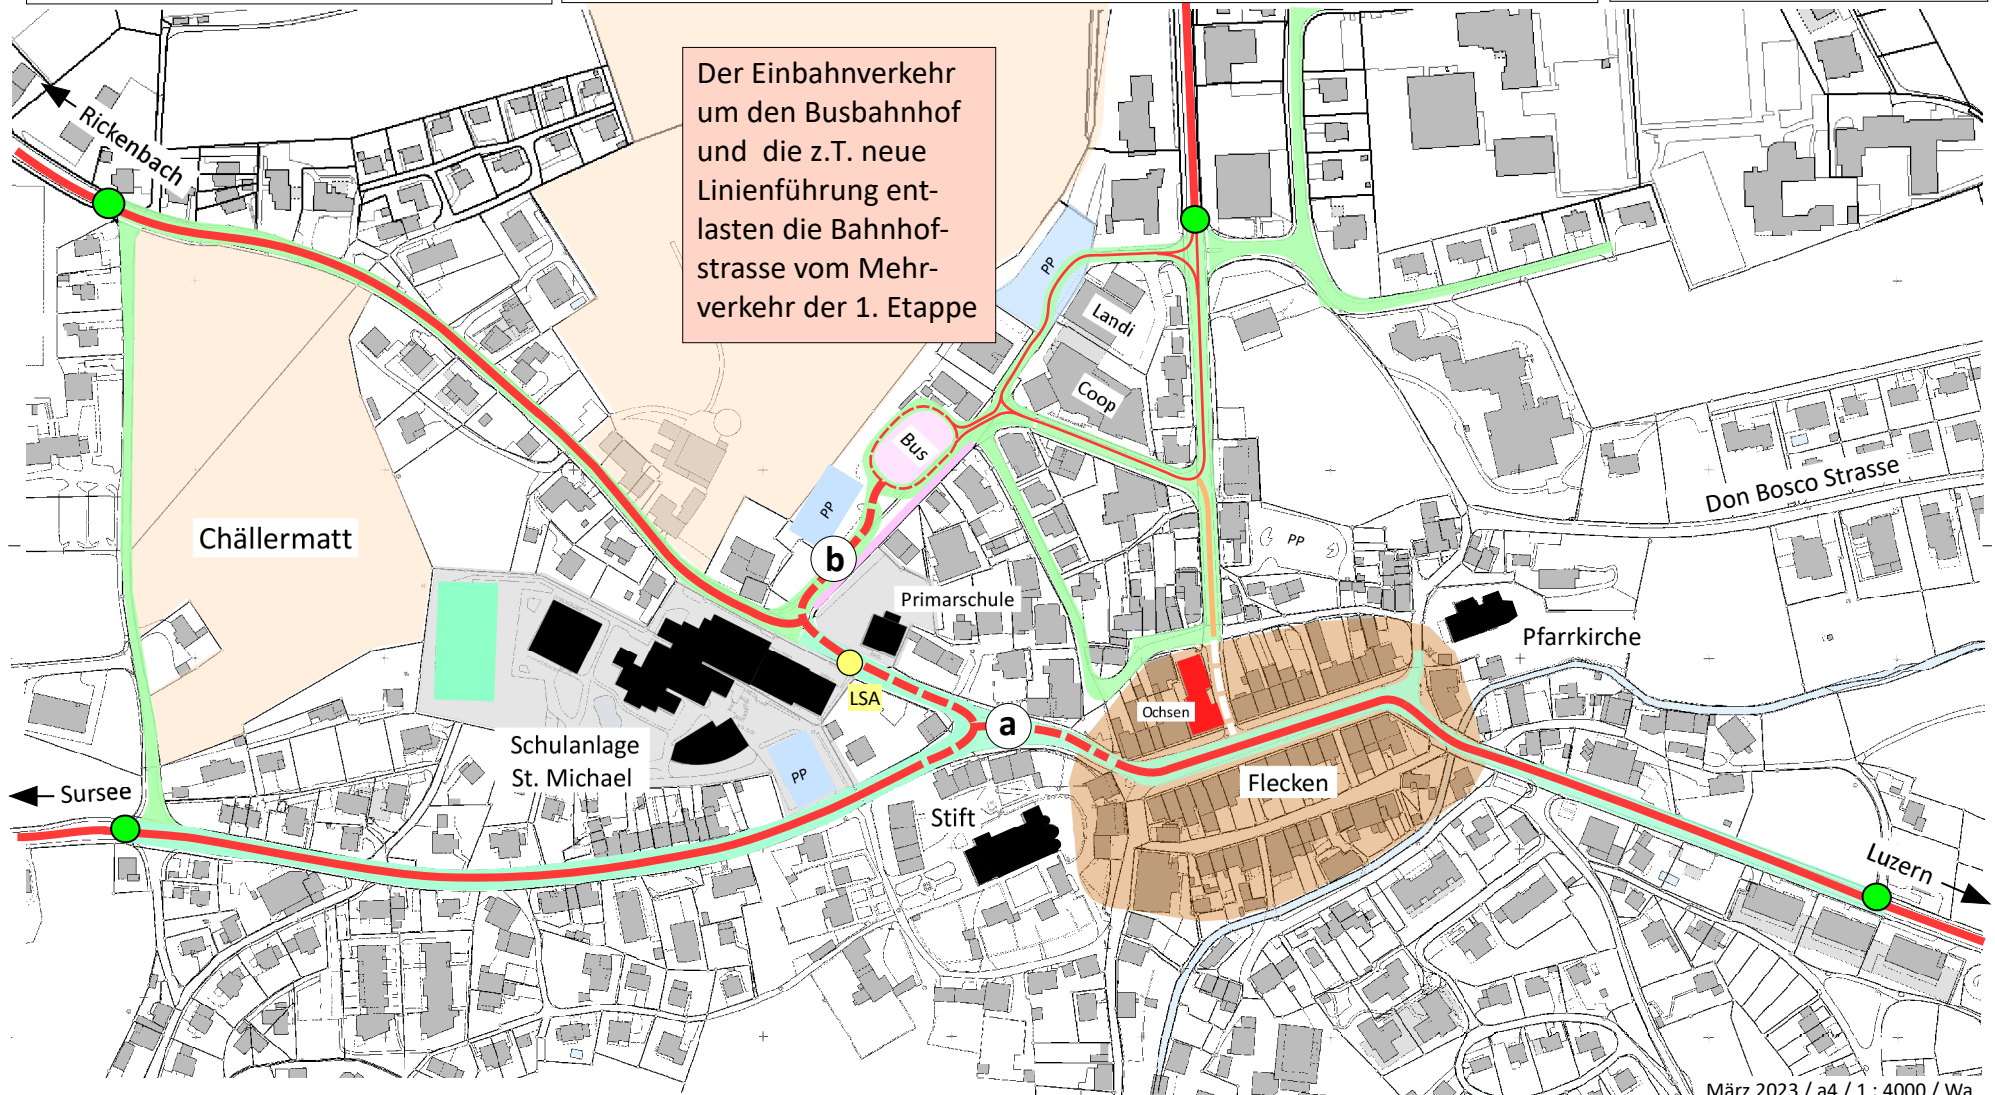 Der Einbahnverkehr
um den Busbahnhof
und die z.T. neue
Linienführung ent-
lasten die Bahnhof-
strasse vom Mehr-
verkehr der 1. Etappe
Rickenbach
PP
Landi
Coop
Bus
PP
Don Bosco Strasse
Chällermatt
PP
b
Primarschule
Pfarrkirche
LSA
Ochsen
a
Schulanlage
St. Michael
PP
Flecken
Sursee
Stift
Luzern
März 2023 / a4 / 1 : 4000 / Wa